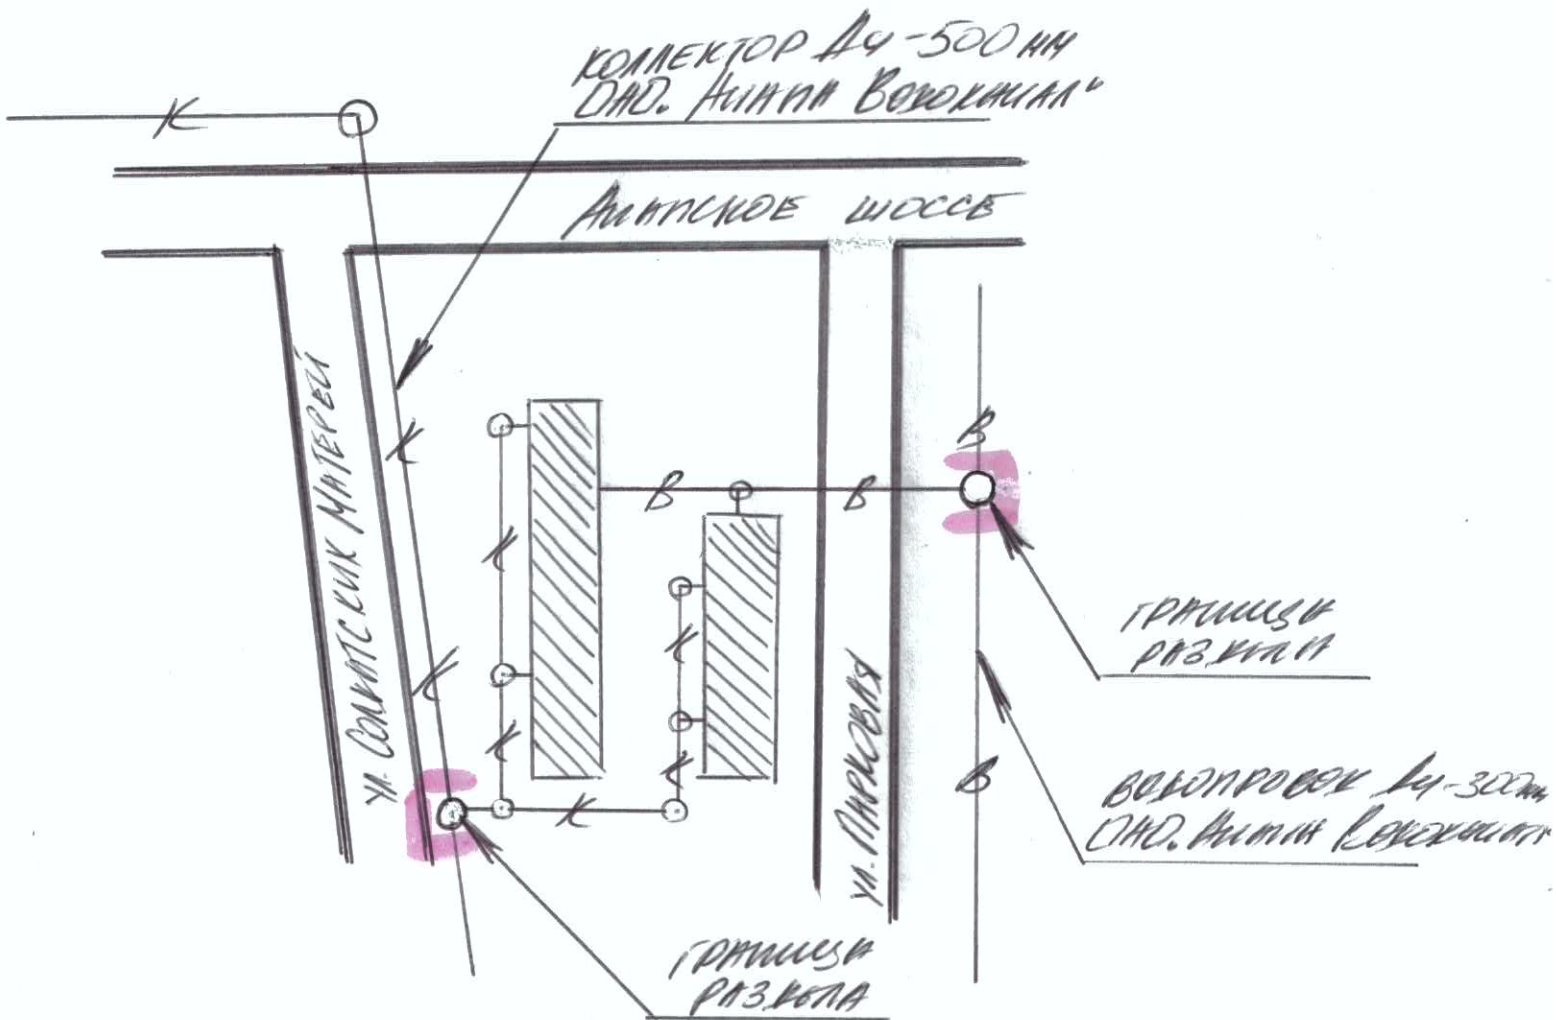 КОЛЛЕКТОР Ду-500 мм
ОАО. Анапа Водоканал"
К
Анапское шоссе
ул. Солдатских Матерей
К
К
К
К
К
К
К
В
В
В
В
ул. Парковая
граница
раздела
водопровод Ду-300мм
ОАО. Анапа Водоканал
граница
раздела